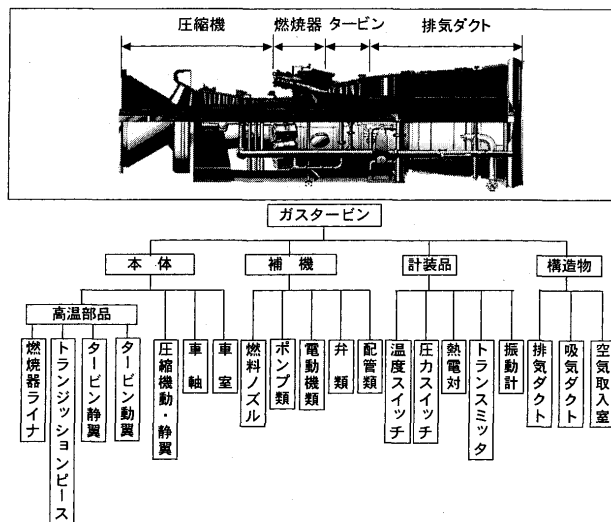 圧縮機 燃焼器 タービン 排気ダクト
ガスタービン
本体 補機 計装品 構造物
高温部品
燃焼器ライナ
トランジッションピース
タービン静翼
タービン動翼
圧縮機動・静翼
車軸
車室
燃料ノズル
ポンプ類
電動機類
弁類
配管類
温度スイッチ
圧力スイッチ
熱電対
トランスミッタ
振動計
排気ダクト
吸気ダクト
空気取入室